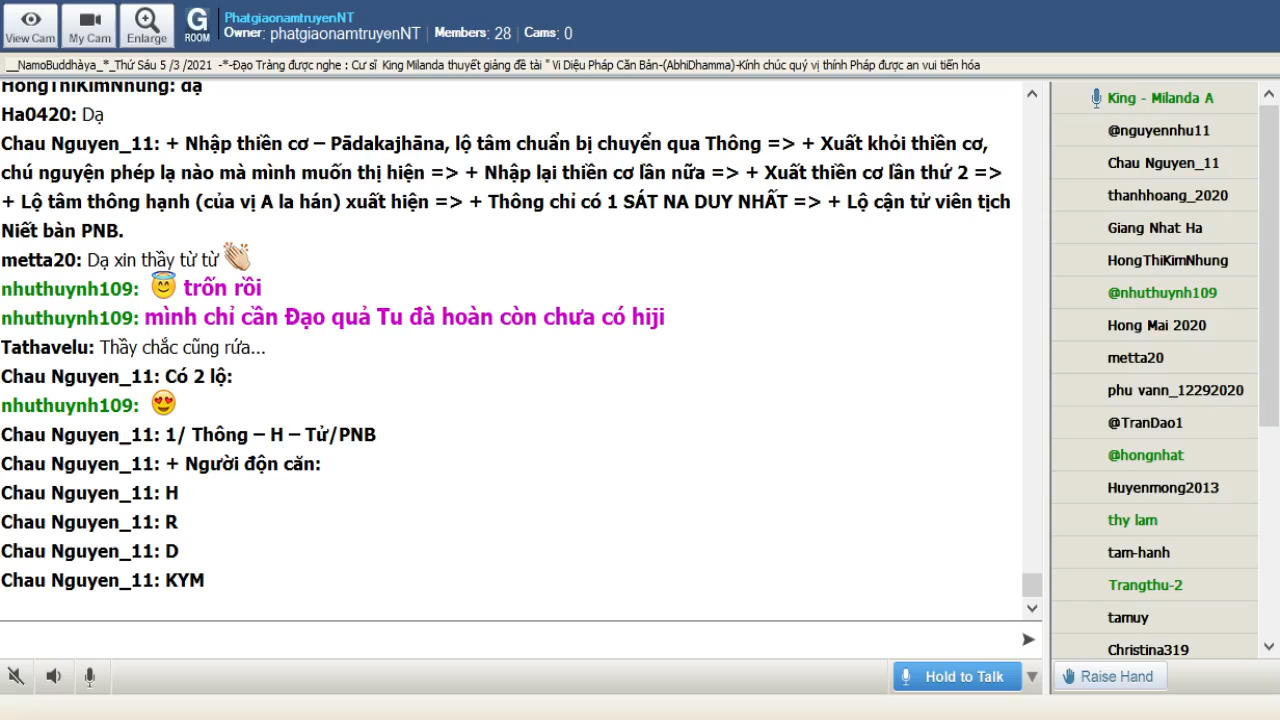 View Cam
My Cam
Enlarge
G
ROOM
PhatgiaonamtruyenNT
Owner: phatgiaonamtruyenNT | Members: 28 | Cams: 0
__NamoBuddhàya_*_Thứ Sáu 5 /3 /2021 -*-Đạo Tràng được nghe : Cư sĩ King Milanda thuyết giảng đề tài " Vi Diệu Pháp Căn Bản-(AbhiDhamma)-Kính chúc quý vị thính Pháp được an vui tiến hóa
HongThiKimNhung: dạ
Ha0420: Dạ
Chau Nguyen_11: + Nhập thiền cơ – Pādakajhāna, lộ tâm chuẩn bị chuyển qua Thông => + Xuất khỏi thiền cơ,
chú nguyện phép lạ nào mà mình muốn thị hiện => + Nhập lại thiền cơ lần nữa => + Xuất thiền cơ lần thứ 2 =>
+ Lộ tâm thông hạnh (của vị A la hán) xuất hiện => + Thông chỉ có 1 SÁT NA DUY NHẤT => + Lộ cận tử viên tịch
Niết bàn PNB.
metta20: Dạ xin thầy từ từ
nhuthuynh109: trốn rồi
nhuthuynh109: mình chỉ cần Đạo quả Tu đà hoàn còn chưa có hiji
Tathavelu: Thầy chắc cũng rứa...
Chau Nguyen_11: Có 2 lộ:
nhuthuynh109:
Chau Nguyen_11: 1/ Thông – H – Tử/PNB
Chau Nguyen_11: + Người độn căn:
Chau Nguyen_11: H
Chau Nguyen_11: R
Chau Nguyen_11: D
Chau Nguyen_11: KYM
King - Milanda A
@nguyennhu11
Chau Nguyen_11
thanhhoang_2020
Giang Nhat Ha
HongThiKimNhung
@nhuthuynh109
Hong Mai 2020
metta20
phu vann_12292020
@TranDao1
@hongnhat
Huyenmong2013
thy lam
tam-hanh
Trangthu-2
tamuy
Christina319
Hold to Talk
Raise Hand